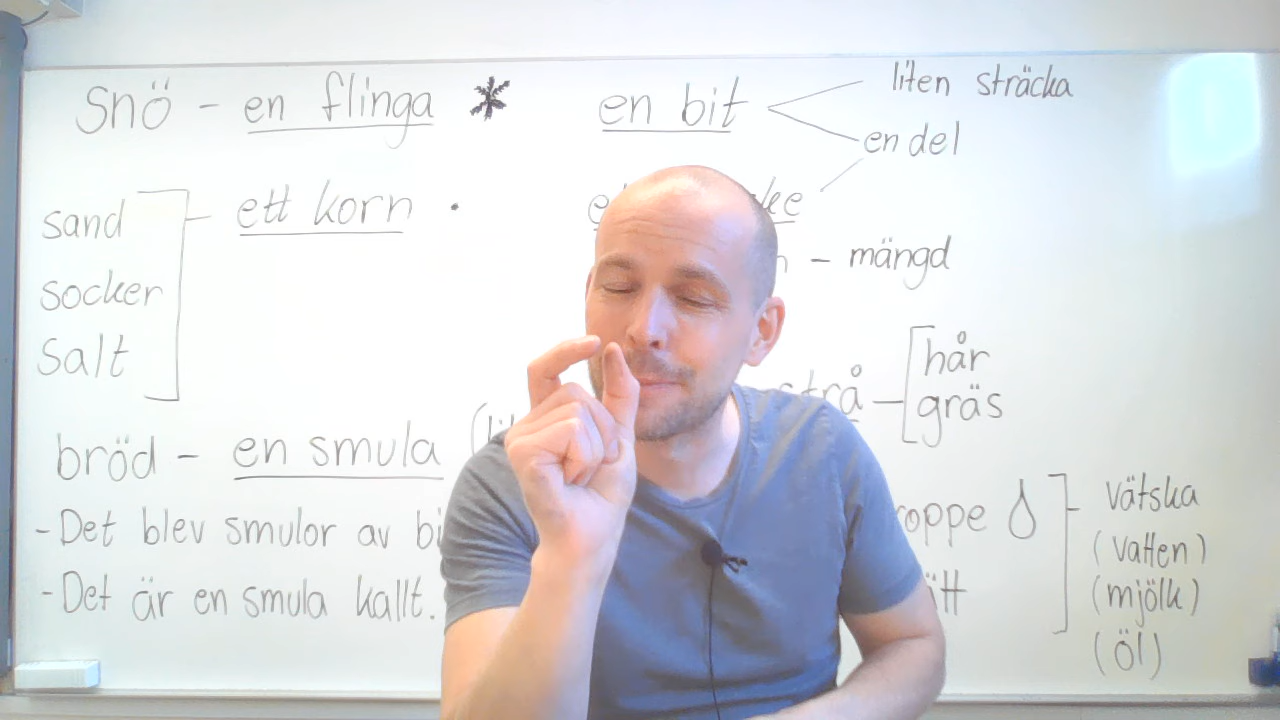 Snö - en flinga
sand
socker
salt
ett korn
bröd - en smula
- Det blev smulor av
- Det är en smula kallt.
en bit
liten sträcka
en del
- mängd
strå
hår
gräs
vätska
(vatten)
(mjölk)
(öl)